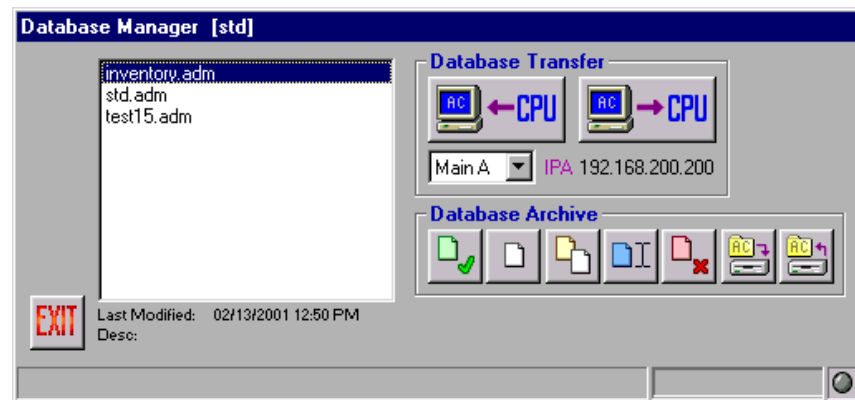 Database Manager [std]
inventory.adm
std.adm
test15.adm
Database Transfer
AC CPU
AC CPU
Main A IPA 192.168.200.200
Database Archive
AC
AC
EXIT
Last Modified: 02/13/2001 12:50 PM
Desc: